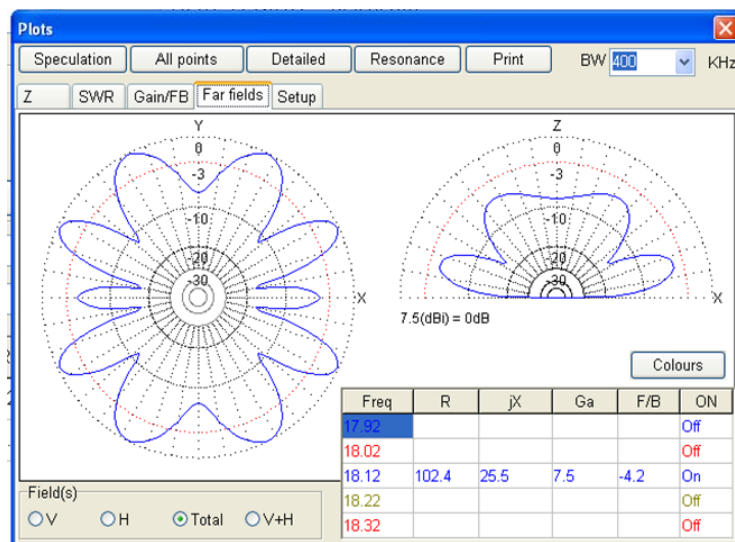 Plots
Speculation All points Detailed Resonance Print BW 400 KHz
Z SWR Gain/FB Far fields Setup
Y
0
-3
-10
-20
-30
X
Z
0
-3
-10
-20
-30
X
7.5(dBi) = 0dB
Colours
Freq R jX Ga F/B ON
17.92 Off
18.02 Off
18.12 102.4 25.5 7.5 -4.2 On
18.22 Off
18.32 Off
Field(s)
V H Total V+H